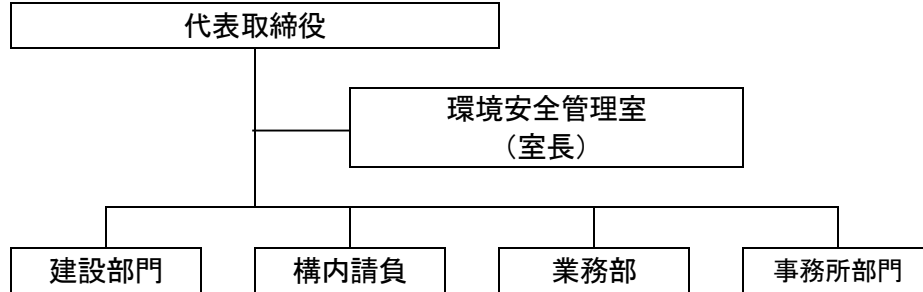 代表取締役
環境安全管理室
（室長）
建設部門
構内請負
業務部
事務所部門